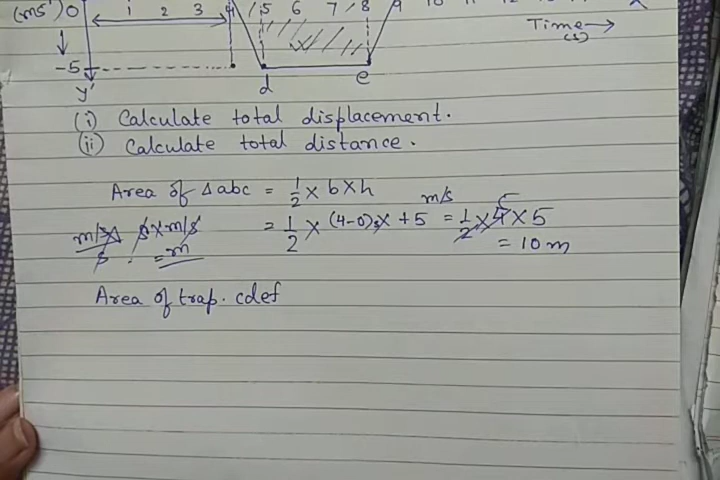 (ms⁻¹) 0 1 2 3 4 5 6 7 8 9 10
Time →
(s)
-5
y' d e
(i) Calculate total displacement.
(ii) Calculate total distance.
Area of Δabc = 1/2 × b × h
m/s
= 1/2 × (4-0)s × +5 = 1/2 × 4 × 5
s × m/s
= m
= 10 m
Area of trap. cdef